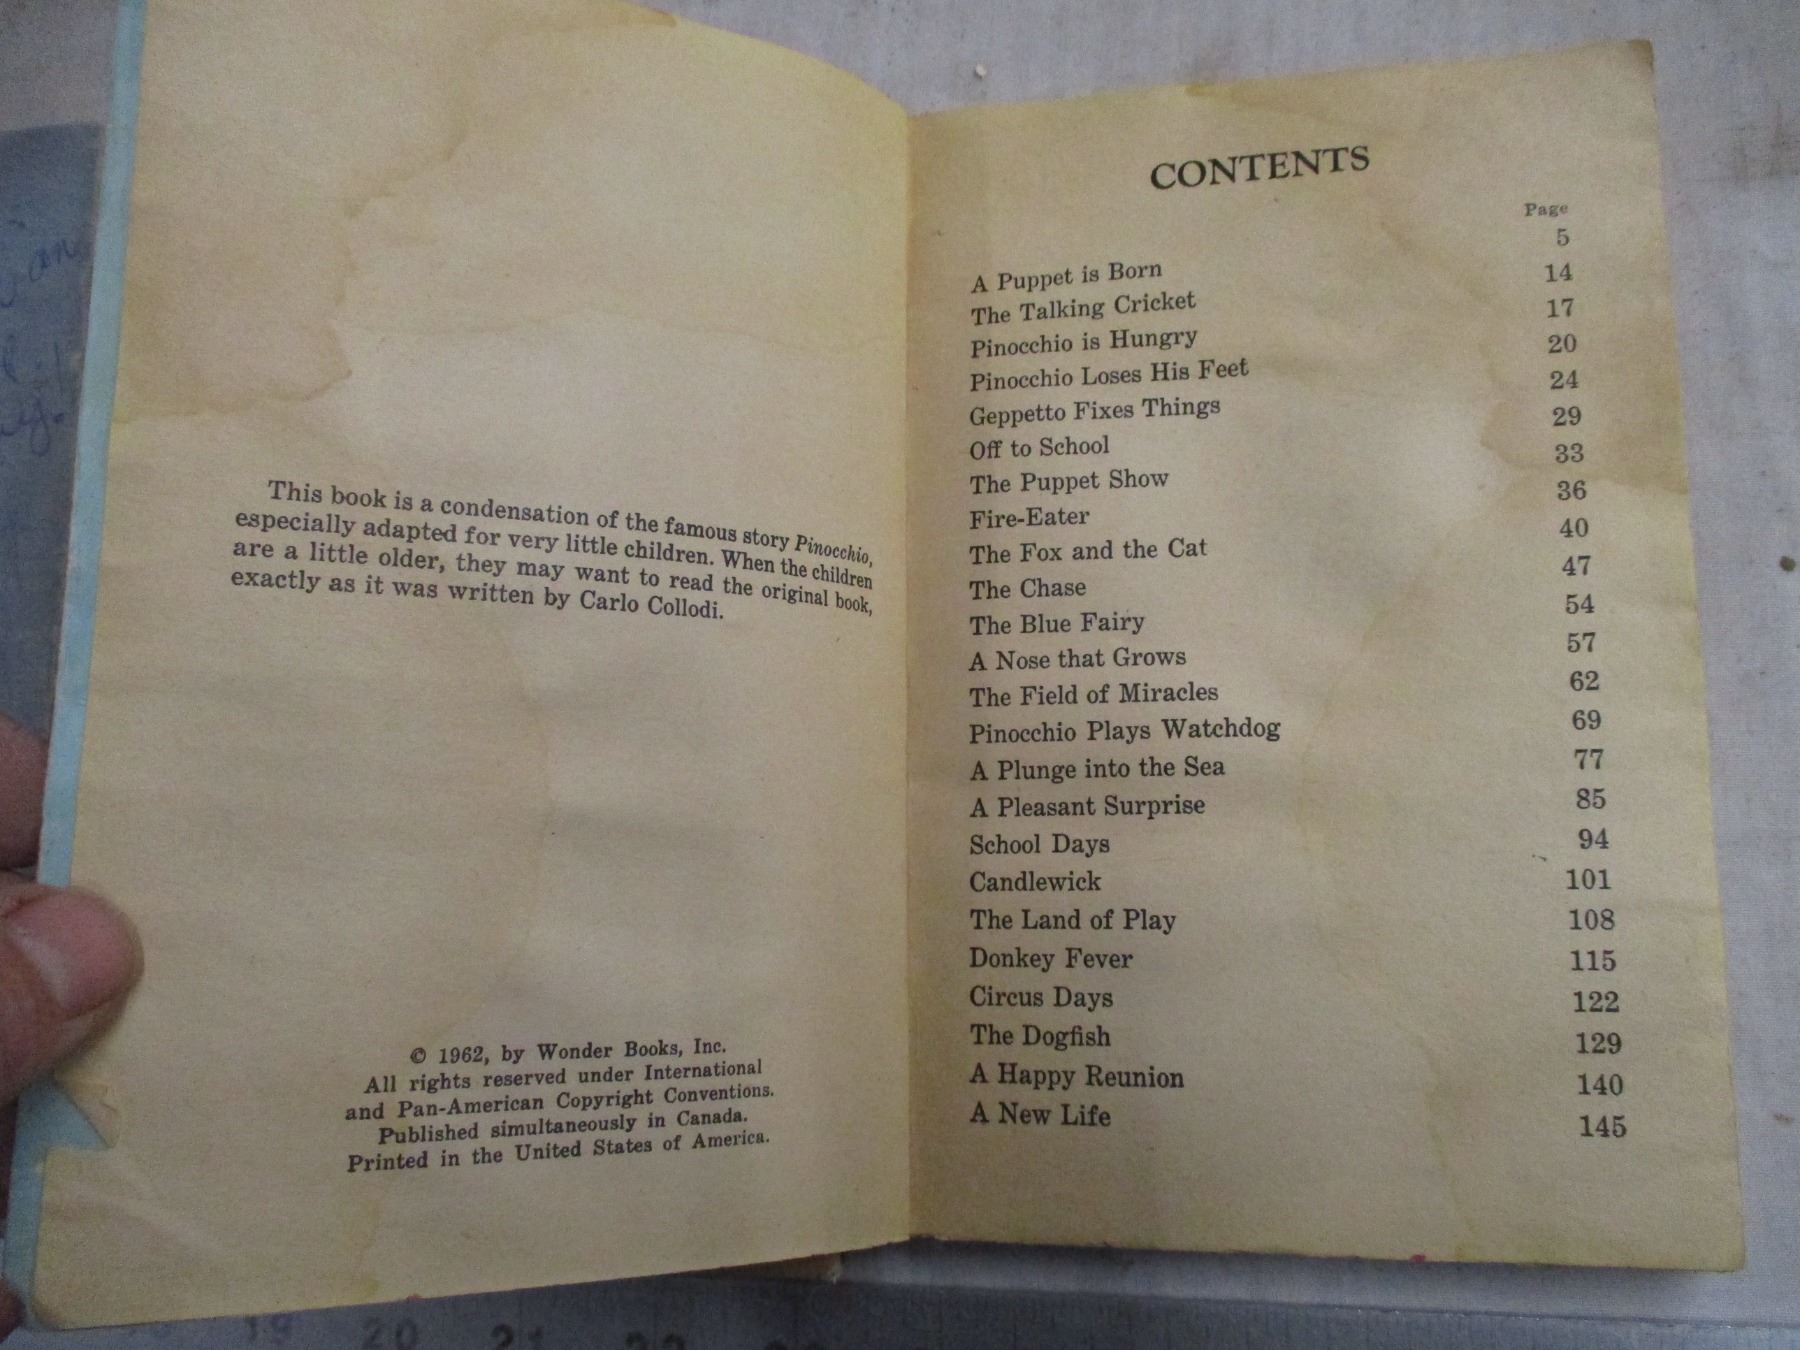 This book is a condensation of the famous story Pinocchio,
especially adapted for very little children. When the children
are a little older, they may want to read the original book,
exactly as it was written by Carlo Collodi.
© 1962, by Wonder Books, Inc.
All rights reserved under International
and Pan-American Copyright Conventions.
Published simultaneously in Canada.
Printed in the United States of America.
CONTENTS
Page
A Puppet is Born 5
The Talking Cricket 14
Pinocchio is Hungry 17
Pinocchio Loses His Feet 20
Geppetto Fixes Things 24
Off to School 29
The Puppet Show 33
Fire-Eater 36
The Fox and the Cat 40
The Chase 47
The Blue Fairy 54
A Nose that Grows 57
The Field of Miracles 62
Pinocchio Plays Watchdog 69
A Plunge into the Sea 77
A Pleasant Surprise 85
School Days 94
Candlewick 101
The Land of Play 108
Donkey Fever 115
Circus Days 122
The Dogfish 129
A Happy Reunion 140
A New Life 145
19 20 21 22